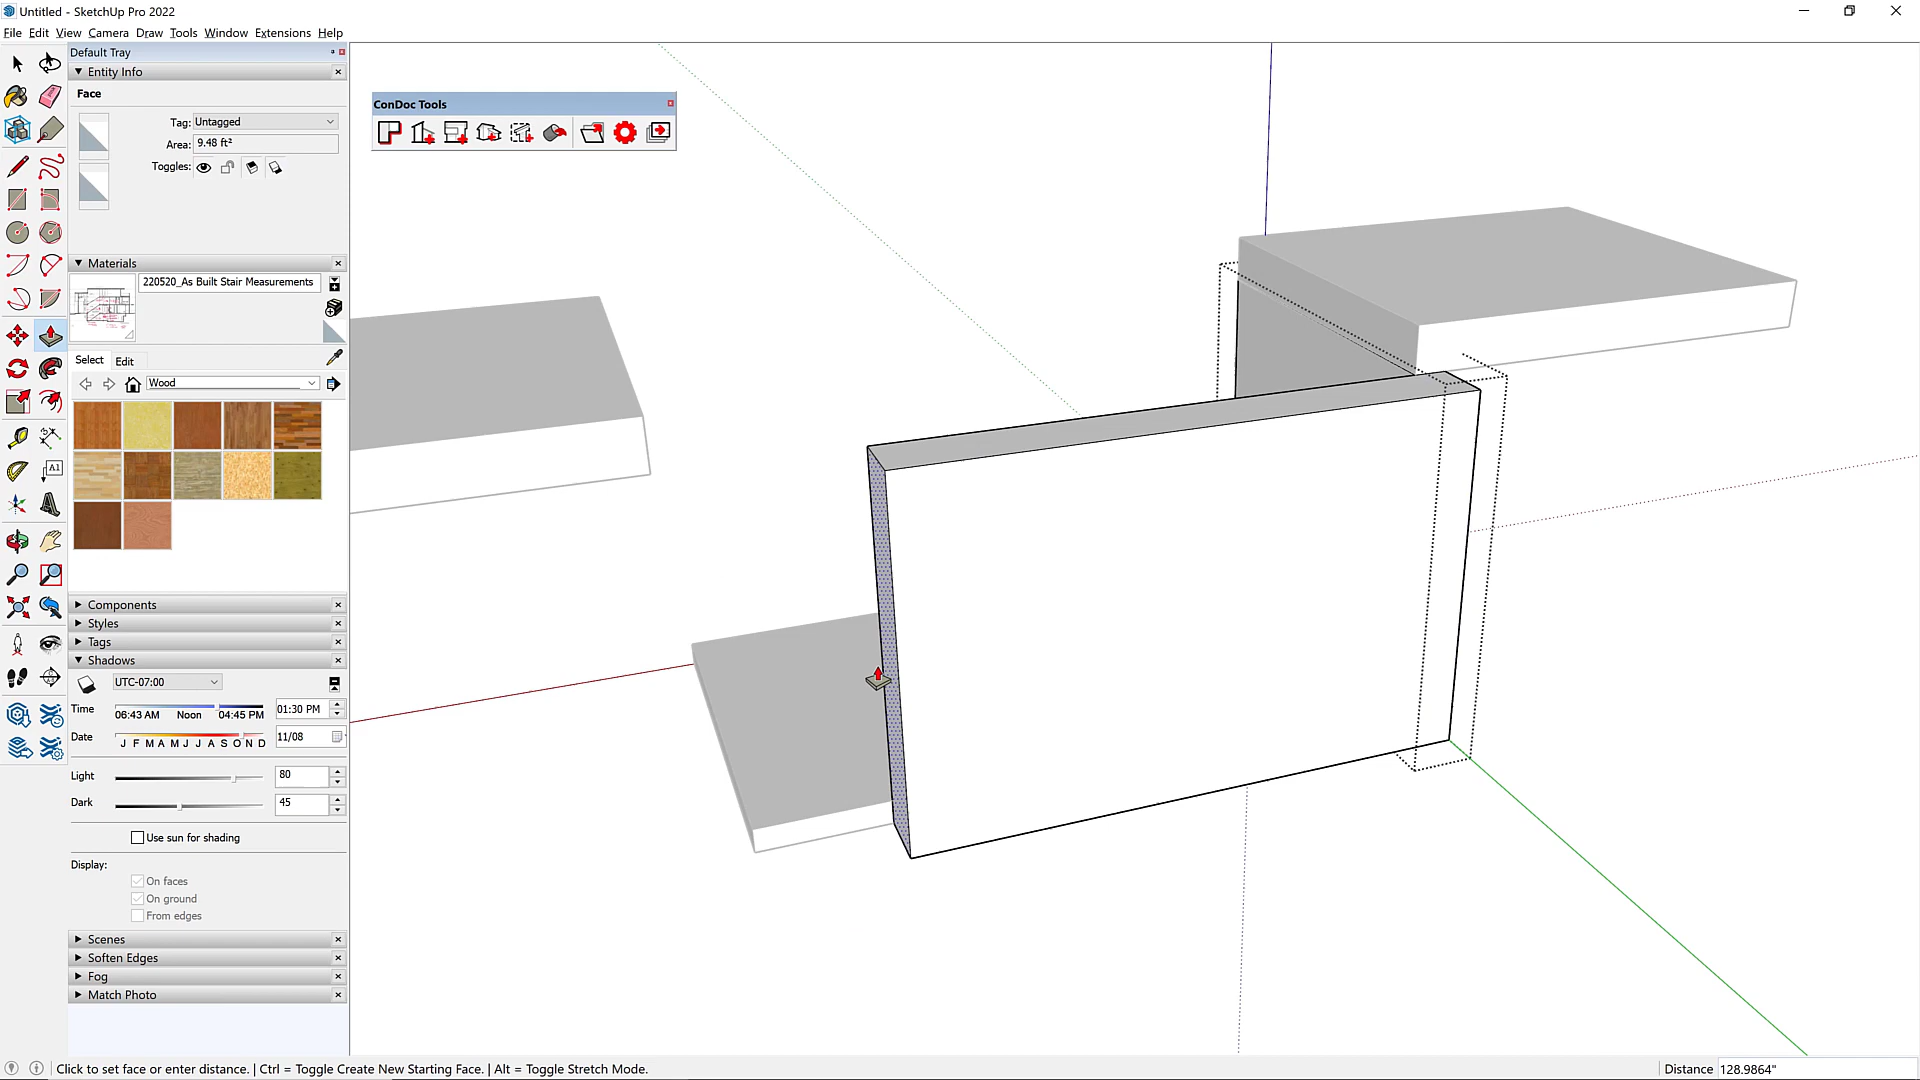 Untitled - SketchUp Pro 2022
File Edit View Camera Draw Tools Window Extensions Help
Default Tray
Entity Info
Face
Tag: Untagged
Area: 9.48 ft²
Toggles:
Materials
220520_As Built Stair Measurements
Select Edit
Wood
Components
Styles
Tags
Shadows
UTC-07:00
Time 06:43 AM Noon 04:45 PM 01:30 PM
Date J F M A M J J A S O N D 11/08
Light 80
Dark 45
Use sun for shading
Display:
On faces
On ground
From edges
Scenes
Soften Edges
Fog
Match Photo
ConDoc Tools
A1
Click to set face or enter distance. | Ctrl = Toggle Create New Starting Face. | Alt = Toggle Stretch Mode.
Distance 128.9864"